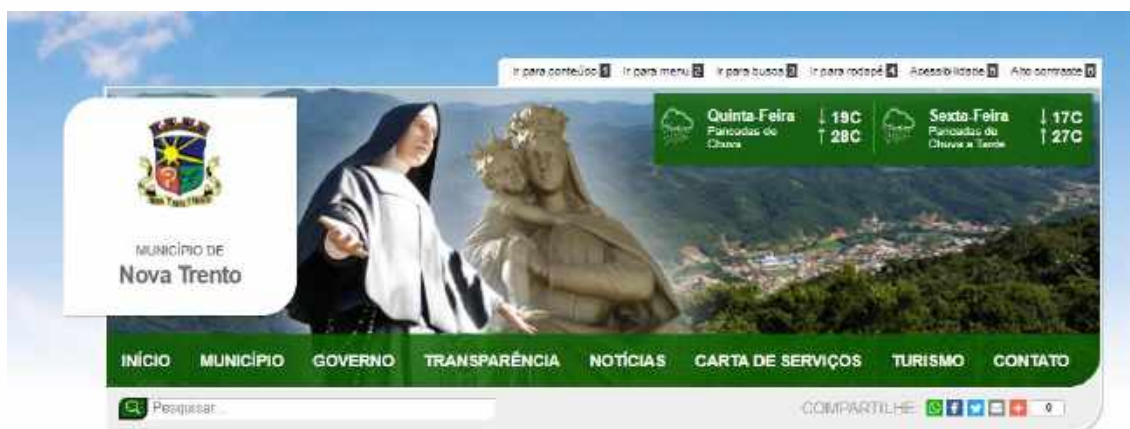 Ir para conteúdo 1 Ir para menu 2 Ir para busca 3 Ir para rodapé 4 Acessibilidade 5 Alto contraste 6
Quinta-Feira
Pancadas de
Chuva
↓ 19C
↑ 28C
Sexta-Feira
Pancadas de
Chuva a Tarde
↓ 17C
↑ 27C
MUNICÍPIO DE
Nova Trento
INÍCIO MUNICÍPIO GOVERNO TRANSPARÊNCIA NOTÍCIAS CARTA DE SERVIÇOS TURISMO CONTATO
Pesquisar...
COMPARTILHE 0